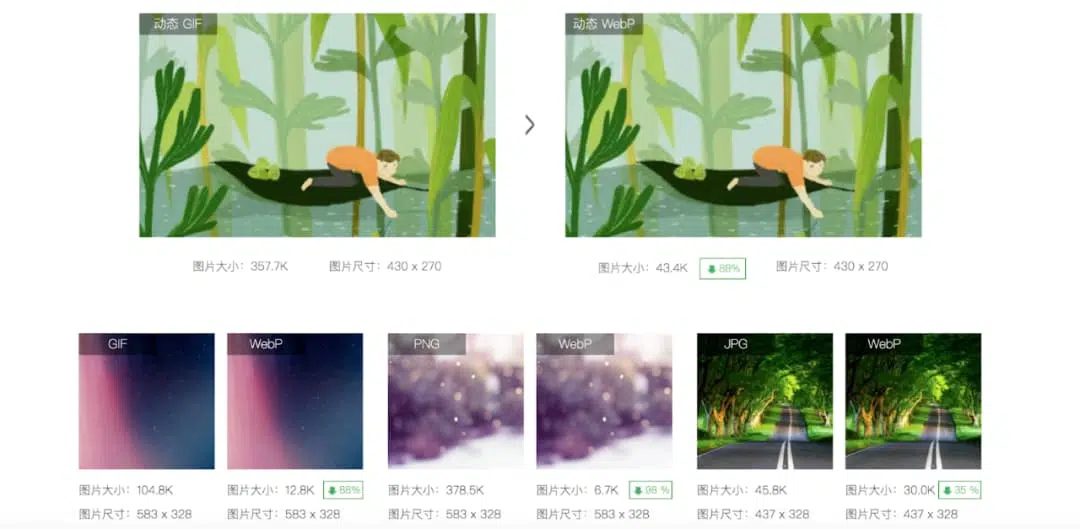 动态 GIF
动态 WebP
图片大小：357.7K 图片尺寸：430 x 270
图片大小：43.4K 88% 图片尺寸：430 x 270
GIF
WebP
PNG
WebP
JPG
WebP
图片大小：104.8K
图片尺寸：583 x 328
图片大小：12.8K 88%
图片尺寸：583 x 328
图片大小：378.5K
图片尺寸：583 x 328
图片大小：6.7K 98 %
图片尺寸：583 x 328
图片大小：45.8K
图片尺寸：437 x 328
图片大小：30.0K 35 %
图片尺寸：437 x 328